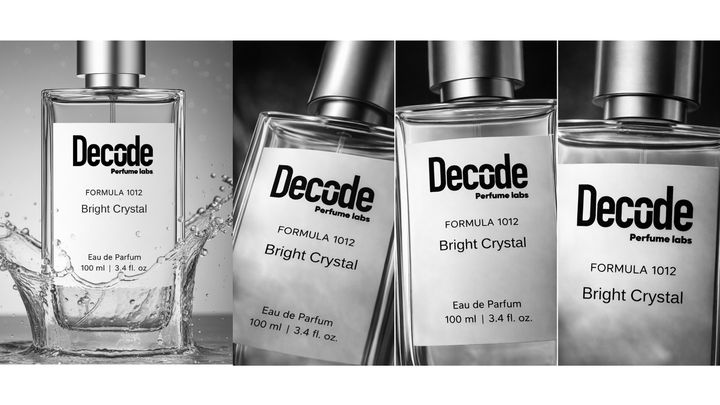 Decode
Perfume labs
FORMULA 1012
Bright Crystal
Eau de Parfum
100 ml | 3.4 fl. oz
Decode
Perfume labs
FORMULA 1012
Bright Crystal
Eau de Parfum
100 ml | 3.4 fl. oz.
Decode
Perfume labs
FORMULA 1012
Bright Crystal
Eau de Parfum
100 ml | 3.4 fl. oz.
Decode
Perfume labs
FORMULA 1012
Bright Crystal